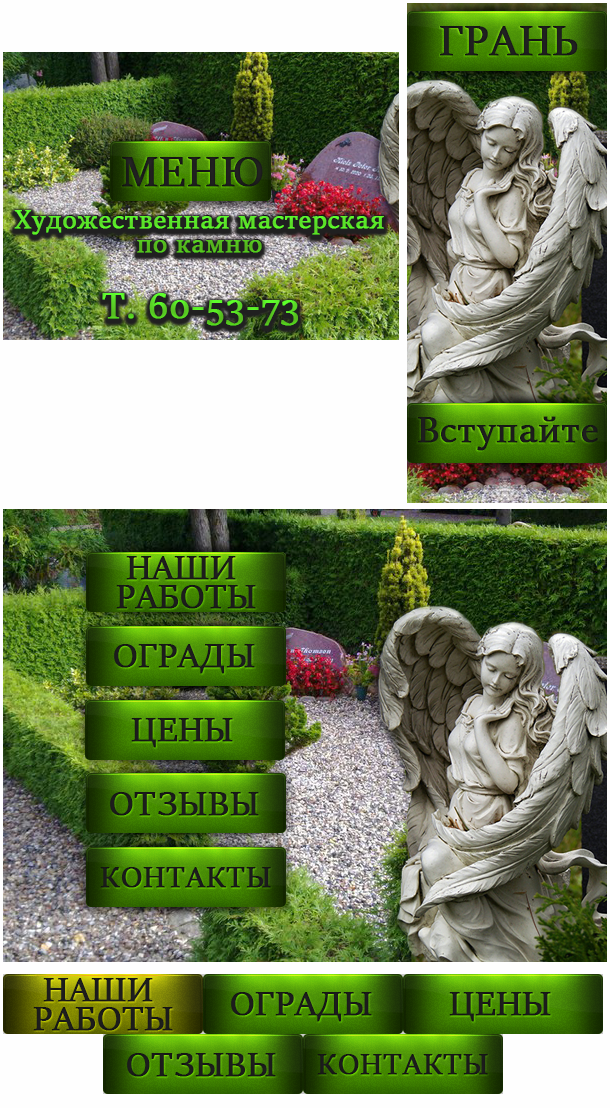 ГРАНЬ
МЕНЮ
Художественная мастерская
по камню
Т. 60-53-73
Вступайте
НАШИ
РАБОТЫ
ОГРАДЫ
ЦЕНЫ
ОТЗЫВЫ
КОНТАКТЫ
НАШИ
РАБОТЫ
ОГРАДЫ
ЦЕНЫ
ОТЗЫВЫ
КОНТАКТЫ